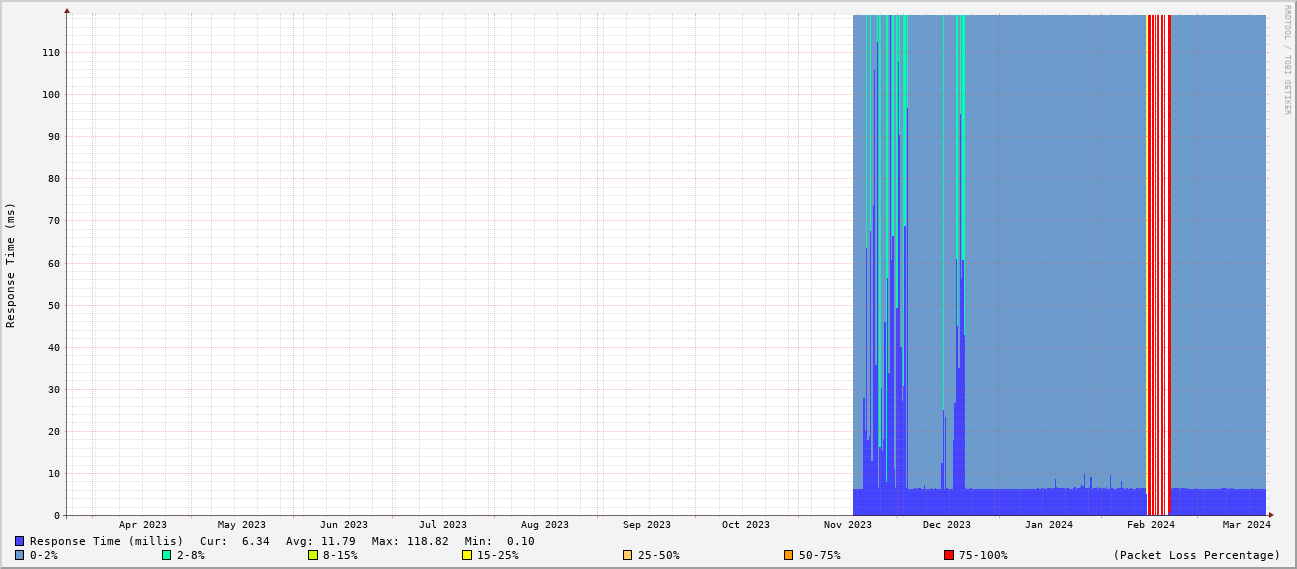 RRDTOOL / TOBI OETIKER
Response Time (ms)
110
100
90
80
70
60
50
40
30
20
10
0
Apr 2023 May 2023 Jun 2023 Jul 2023 Aug 2023 Sep 2023 Oct 2023 Nov 2023 Dec 2023 Jan 2024 Feb 2024 Mar 2024
Response Time (millis) Cur: 6.34 Avg: 11.79 Max: 118.82 Min: 0.10
0-2% 2-8% 8-15% 15-25% 25-50% 50-75% 75-100% (Packet Loss Percentage)